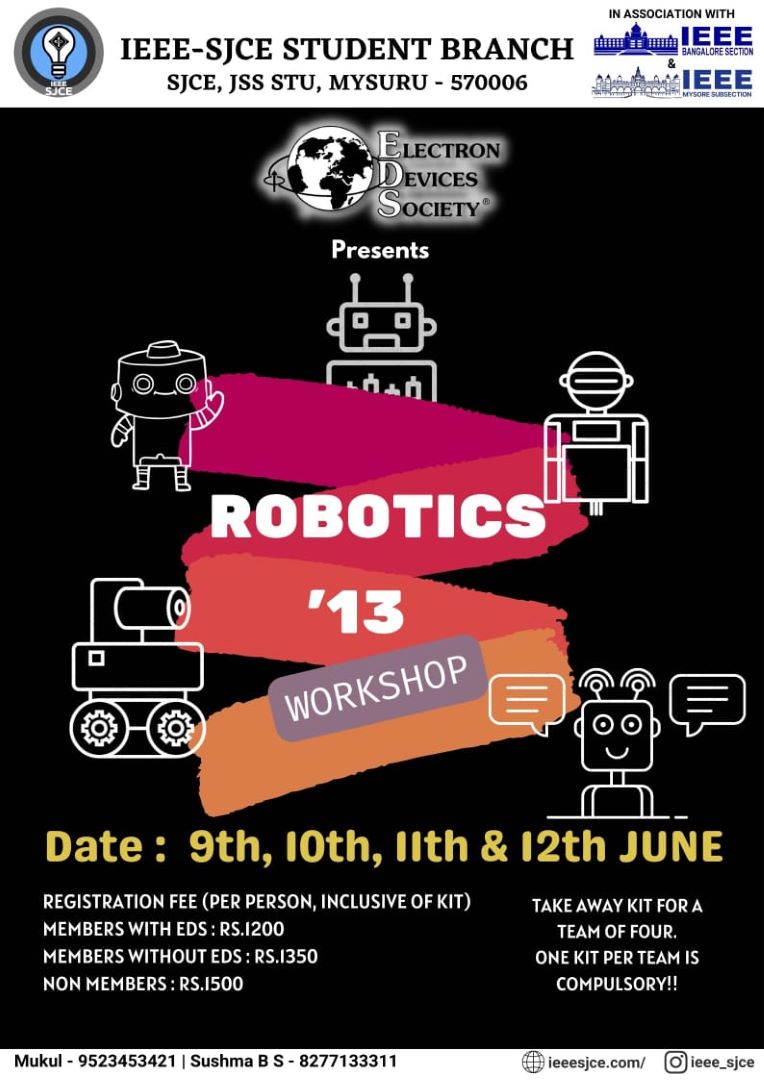 IEEE-SJCE STUDENT BRANCH
SJCE, JSS STU, MYSURU - 570006
IEEE
SJCE
IN ASSOCIATION WITH
IEEE
BANGALORE SECTION
&
IEEE
MYSORE SUBSECTION
ELECTRON
DEVICES
SOCIETY®
Presents
ROBOTICS
'13
WORKSHOP
Date : 9th, 10th, 11th & 12th JUNE
REGISTRATION FEE (PER PERSON, INCLUSIVE OF KIT)
MEMBERS WITH EDS : RS.1200
MEMBERS WITHOUT EDS : RS.1350
NON MEMBERS : RS.1500
TAKE AWAY KIT FOR A
TEAM OF FOUR.
ONE KIT PER TEAM IS
COMPULSORY!!
Mukul - 9523453421 | Sushma B S - 8277133311
ieeesjce.com/
ieee_sjce